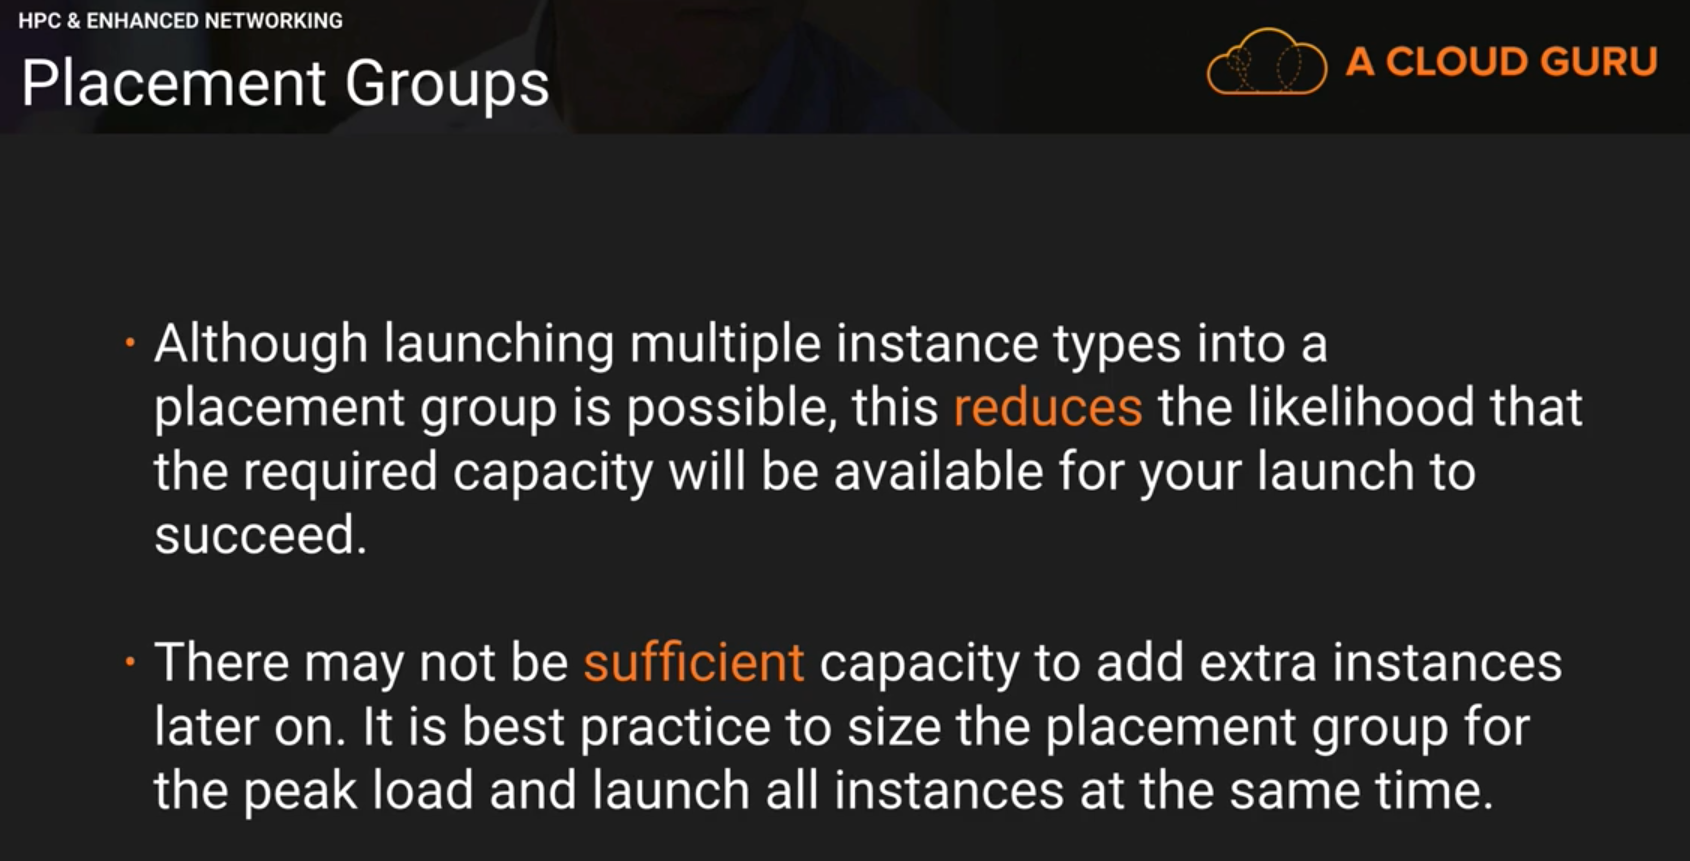 HPC & ENHANCED NETWORKING
Placement Groups
A CLOUD GURU
• Although launching multiple instance types into a
placement group is possible, this reduces the likelihood that
the required capacity will be available for your launch to
succeed.
• There may not be sufficient capacity to add extra instances
later on. It is best practice to size the placement group for
the peak load and launch all instances at the same time.